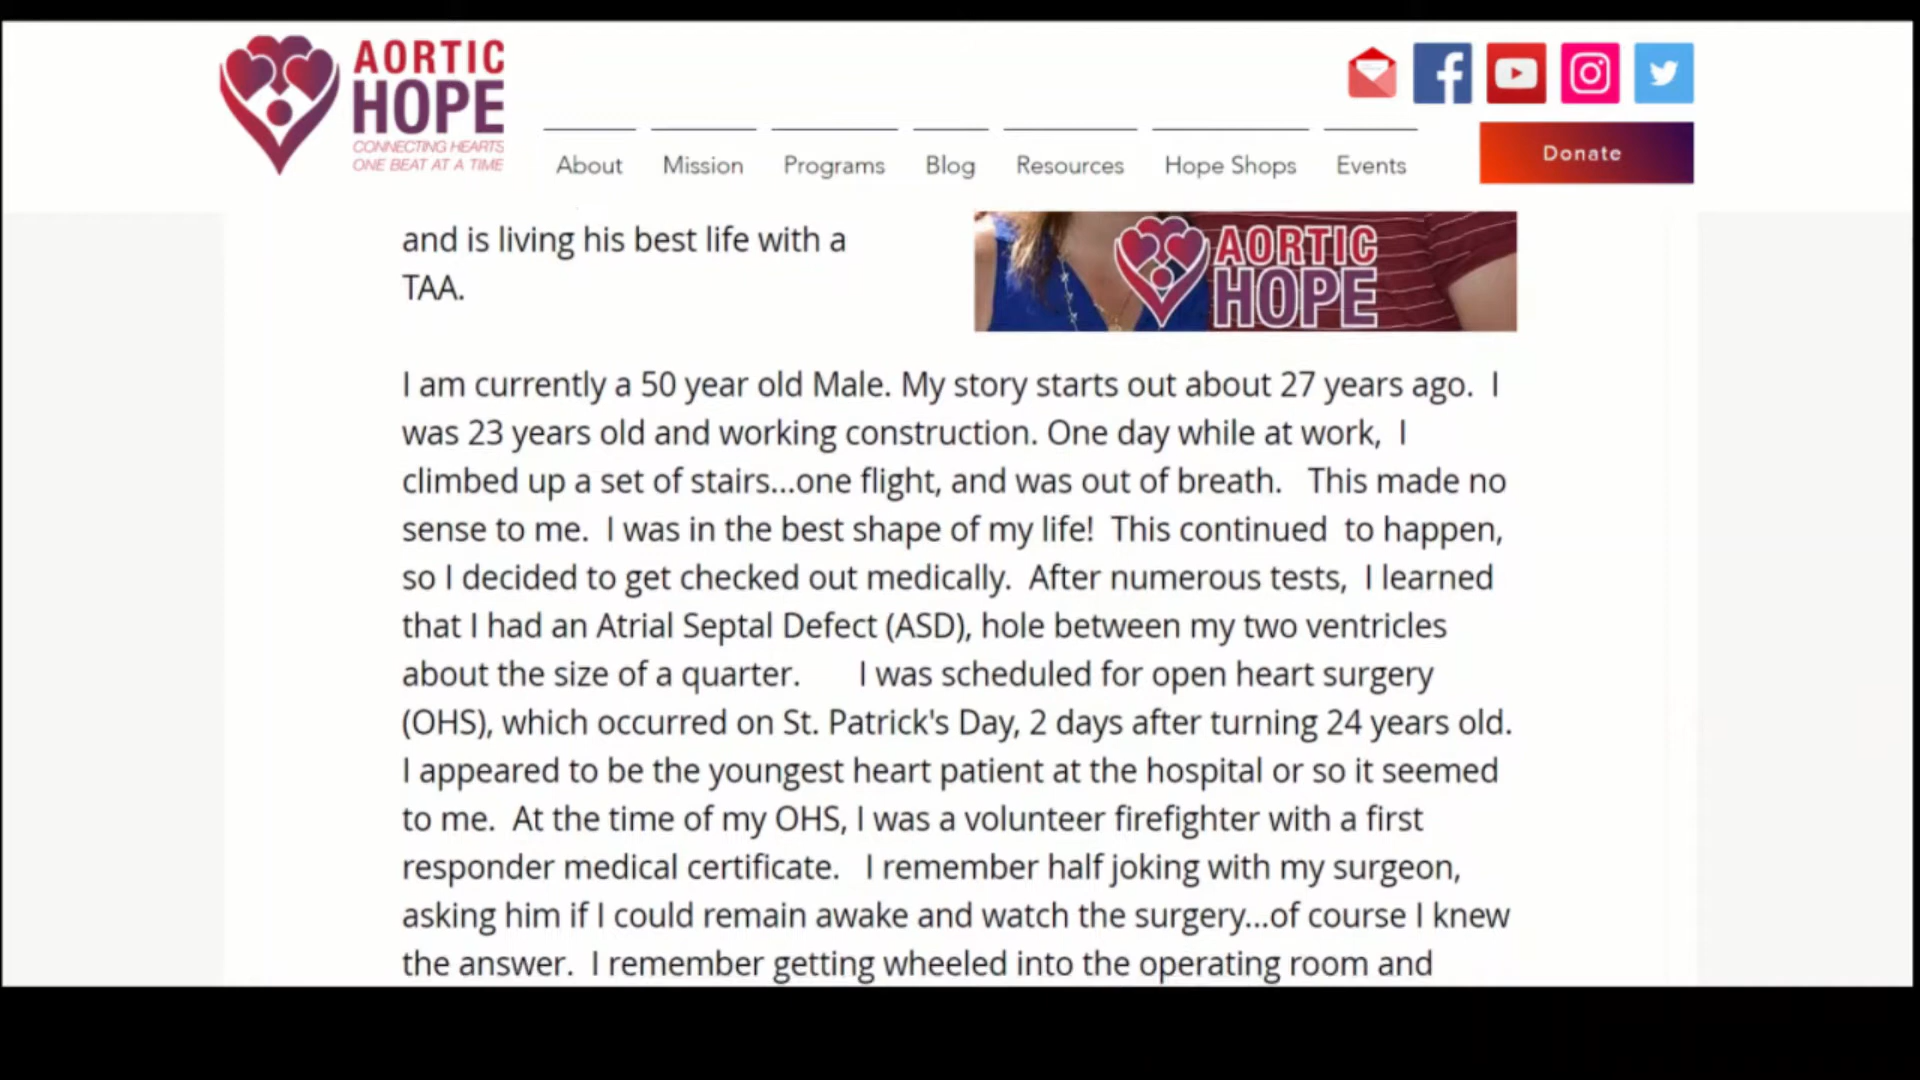 AORTIC
HOPE
CONNECTING HEARTS
ONE BEAT AT A TIME
About Mission Programs Blog Resources Hope Shops Events
Donate
and is living his best life with a
TAA.
AORTIC
HOPE
I am currently a 50 year old Male. My story starts out about 27 years ago. I
was 23 years old and working construction. One day while at work, I
climbed up a set of stairs...one flight, and was out of breath. This made no
sense to me. I was in the best shape of my life! This continued to happen,
so I decided to get checked out medically. After numerous tests, I learned
that I had an Atrial Septal Defect (ASD), hole between my two ventricles
about the size of a quarter. I was scheduled for open heart surgery
(OHS), which occurred on St. Patrick's Day, 2 days after turning 24 years old.
I appeared to be the youngest heart patient at the hospital or so it seemed
to me. At the time of my OHS, I was a volunteer firefighter with a first
responder medical certificate. I remember half joking with my surgeon,
asking him if I could remain awake and watch the surgery...of course I knew
the answer. I remember getting wheeled into the operating room and